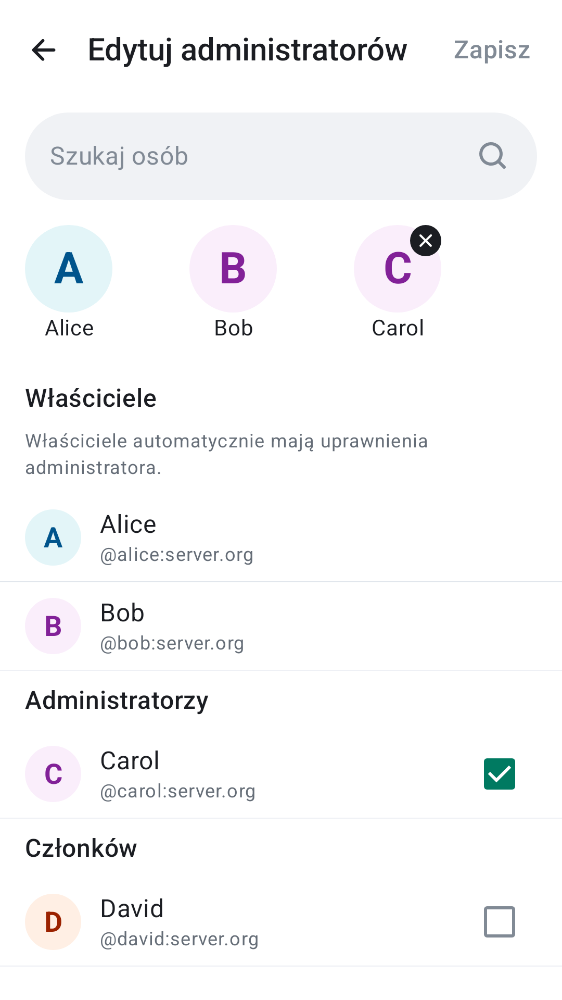 Edytuj administratorów
Zapisz
Szukaj osób
A
B
C
Alice
Bob
Carol
Właściciele
Właściciele automatycznie mają uprawnienia
administratora.
A
Alice
@alice:server.org
B
Bob
@bob:server.org
Administratorzy
C
Carol
@carol:server.org
Członków
D
David
@david:server.org